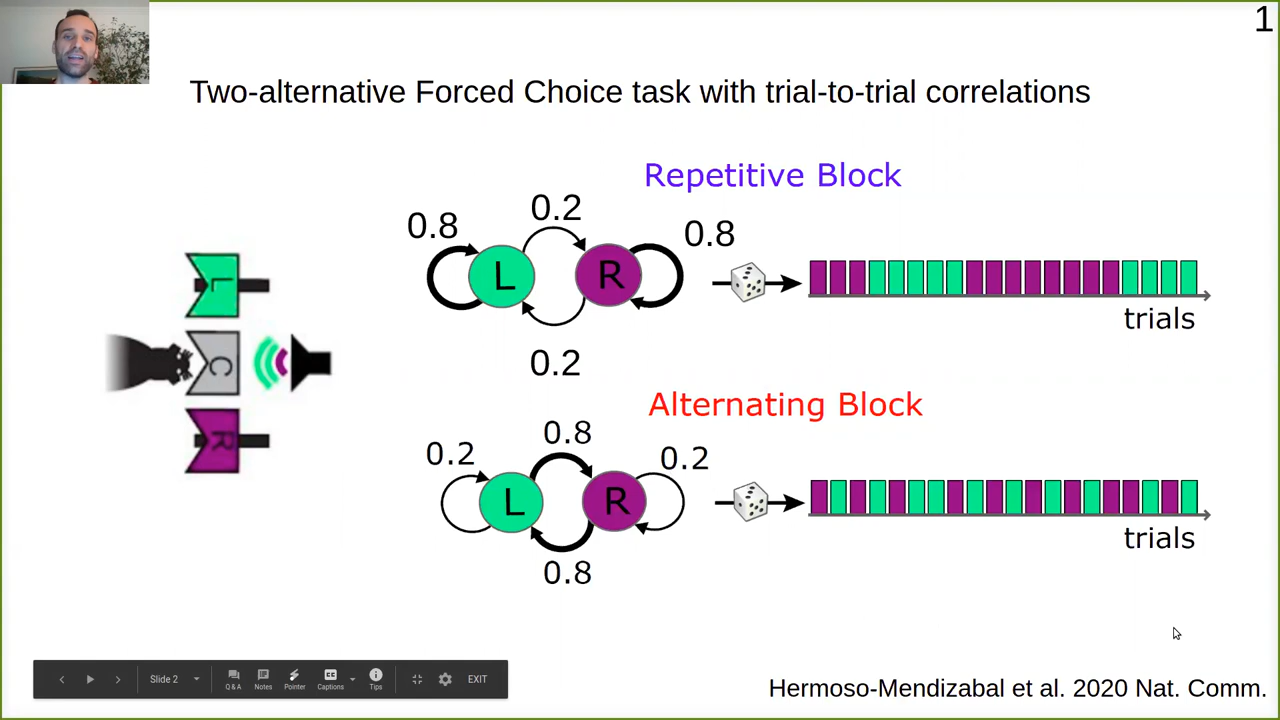 1
Two-alternative Forced Choice task with trial-to-trial correlations
Repetitive Block
0.8
0.2
0.8
L
R
0.2
trials
L
C
R
Alternating Block
0.2
0.8
0.2
L
R
0.8
trials
Slide 2
Q & A
Notes
Pointer
Captions
Tips
EXIT
Hermoso-Mendizabal et al. 2020 Nat. Comm.